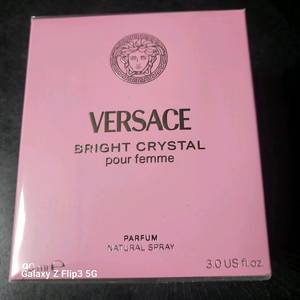 VERSACE
BRIGHT CRYSTAL
pour femme
PARFUM
NATURAL SPRAY
3.0 US fl.oz.
Galaxy Z Flip3 5G